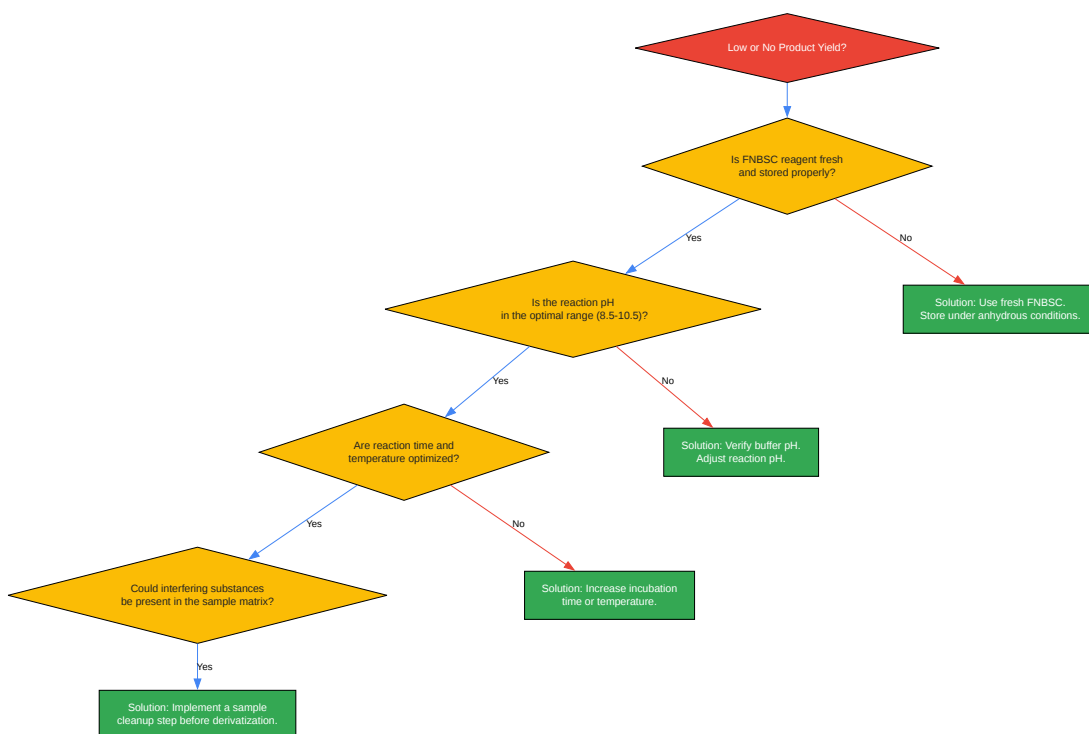 Low or No Product Yield?
Is FNBSC reagent fresh
and stored properly?
Yes
No
Is the reaction pH
in the optimal range (8.5-10.5)?
Solution: Use fresh FNBSC.
Store under anhydrous conditions.
Yes
No
Are reaction time and
temperature optimized?
Solution: Verify buffer pH.
Adjust reaction pH.
Yes
No
Could interfering substances
be present in the sample matrix?
Solution: Increase incubation
time or temperature.
Yes
Solution: Implement a sample
cleanup step before derivatization.